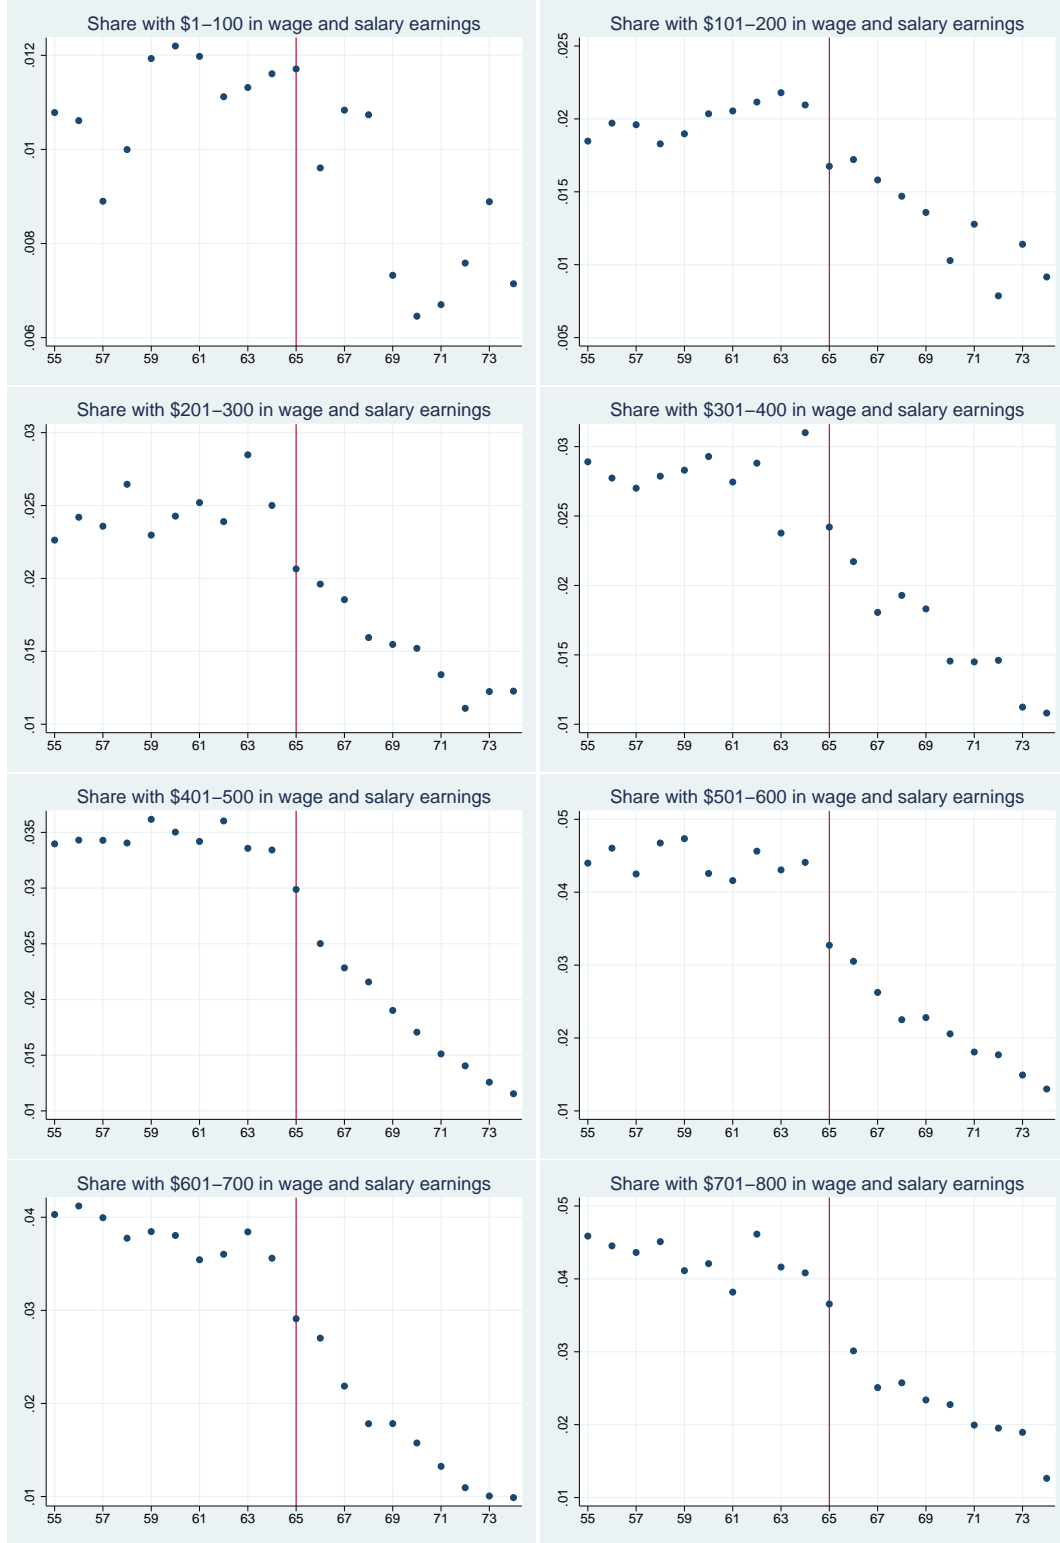 Share with $1–100 in wage and salary earnings
.012
.01
.008
.006
55 57 59 61 63 65 67 69 71 73
Share with $101–200 in wage and salary earnings
.025
.02
.015
.01
.005
55 57 59 61 63 65 67 69 71 73
Share with $201–300 in wage and salary earnings
.03
.025
.02
.015
.01
55 57 59 61 63 65 67 69 71 73
Share with $301–400 in wage and salary earnings
.03
.025
.02
.015
.01
55 57 59 61 63 65 67 69 71 73
Share with $401–500 in wage and salary earnings
.035
.03
.025
.02
.015
.01
55 57 59 61 63 65 67 69 71 73
Share with $501–600 in wage and salary earnings
.05
.04
.03
.02
.01
55 57 59 61 63 65 67 69 71 73
Share with $601–700 in wage and salary earnings
.04
.03
.02
.01
55 57 59 61 63 65 67 69 71 73
Share with $701–800 in wage and salary earnings
.05
.04
.03
.02
.01
55 57 59 61 63 65 67 69 71 73